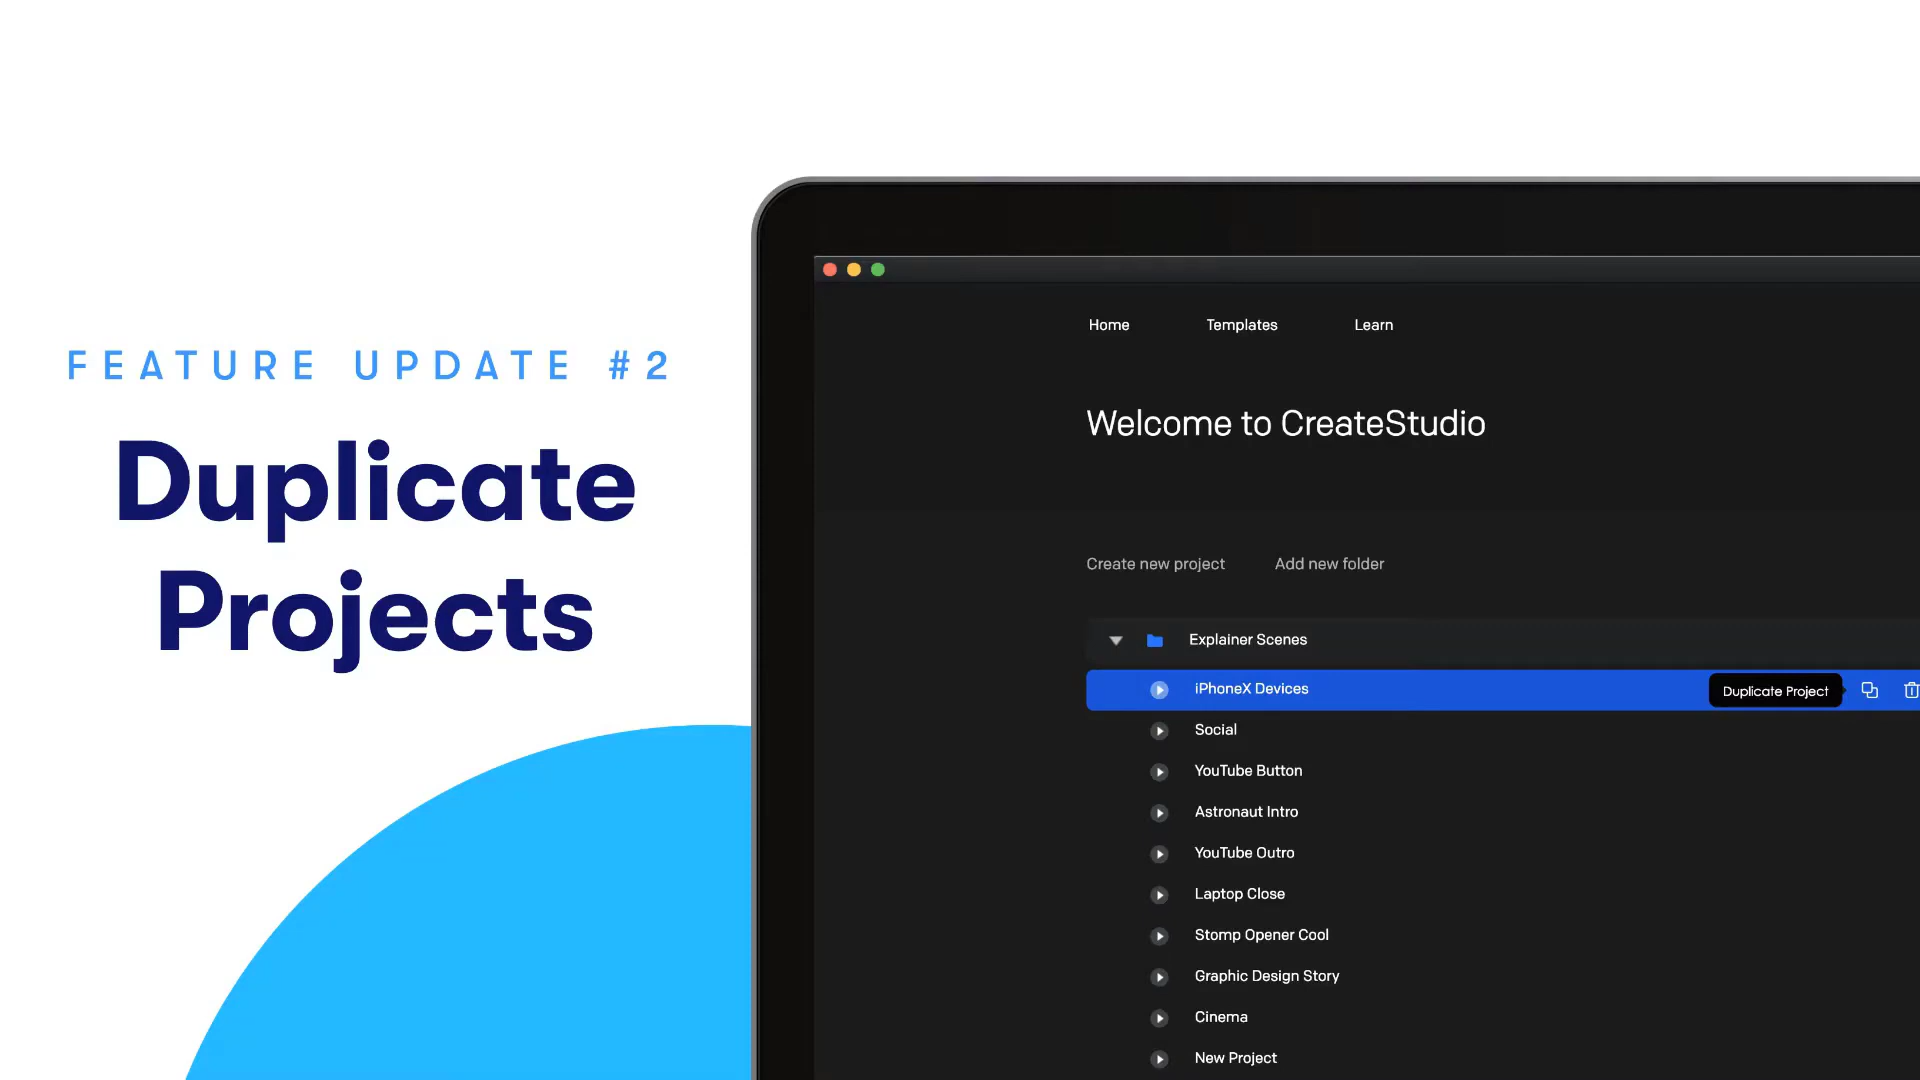 FEATURE UPDATE #2
Duplicate
Projects
Home
Templates
Learn
Welcome to CreateStudio
Create new project
Add new folder
Explainer Scenes
iPhoneX Devices
Duplicate Project
Social
YouTube Button
Astronaut Intro
YouTube Outro
Laptop Close
Stomp Opener Cool
Graphic Design Story
Cinema
New Project